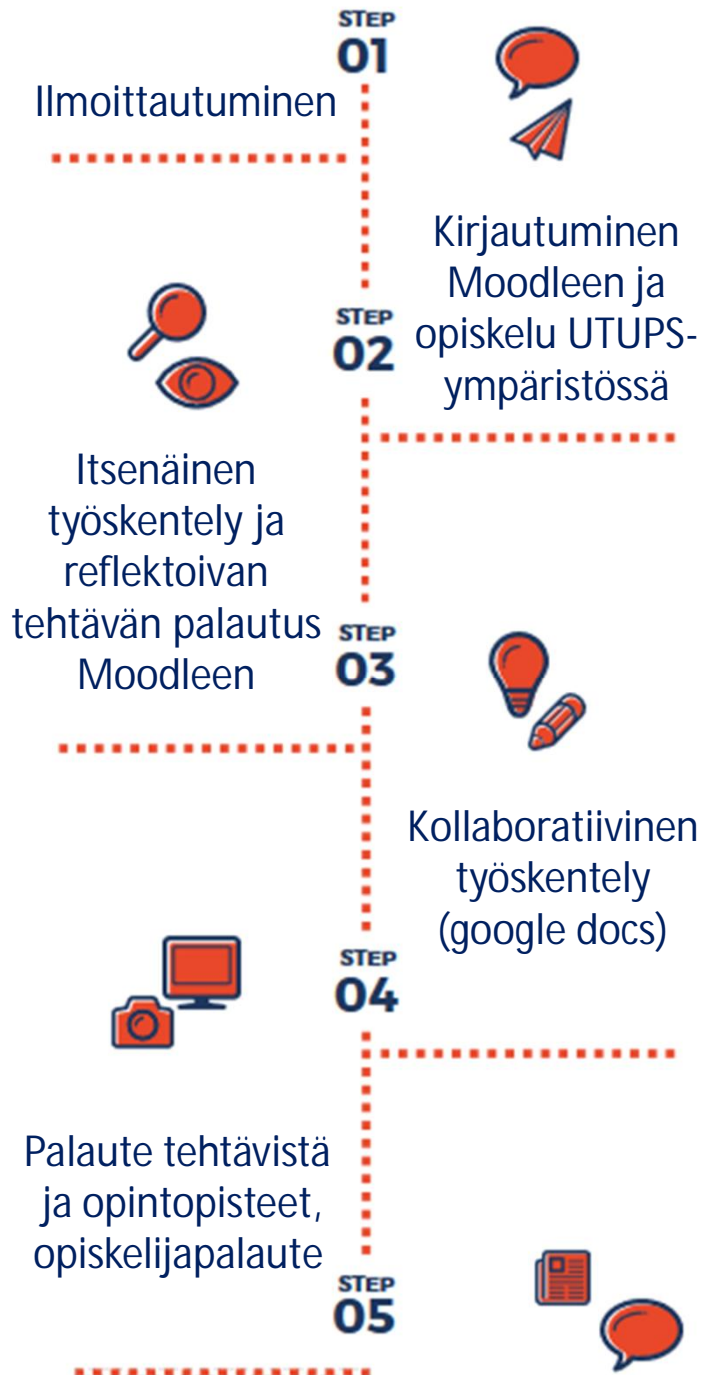 STEP
01
Ilmoittautuminen
Kirjautuminen
Moodleen ja
opiskelu UTUPS-
ympäristössä
STEP
02
Itsenäinen
työskentely ja
reflektoivan
tehtävän palautus
Moodleen
STEP
03
Kollaboratiivinen
työskentely
(google docs)
STEP
04
Palaute tehtävistä
ja opintopisteet,
opiskelijapalaute
STEP
05